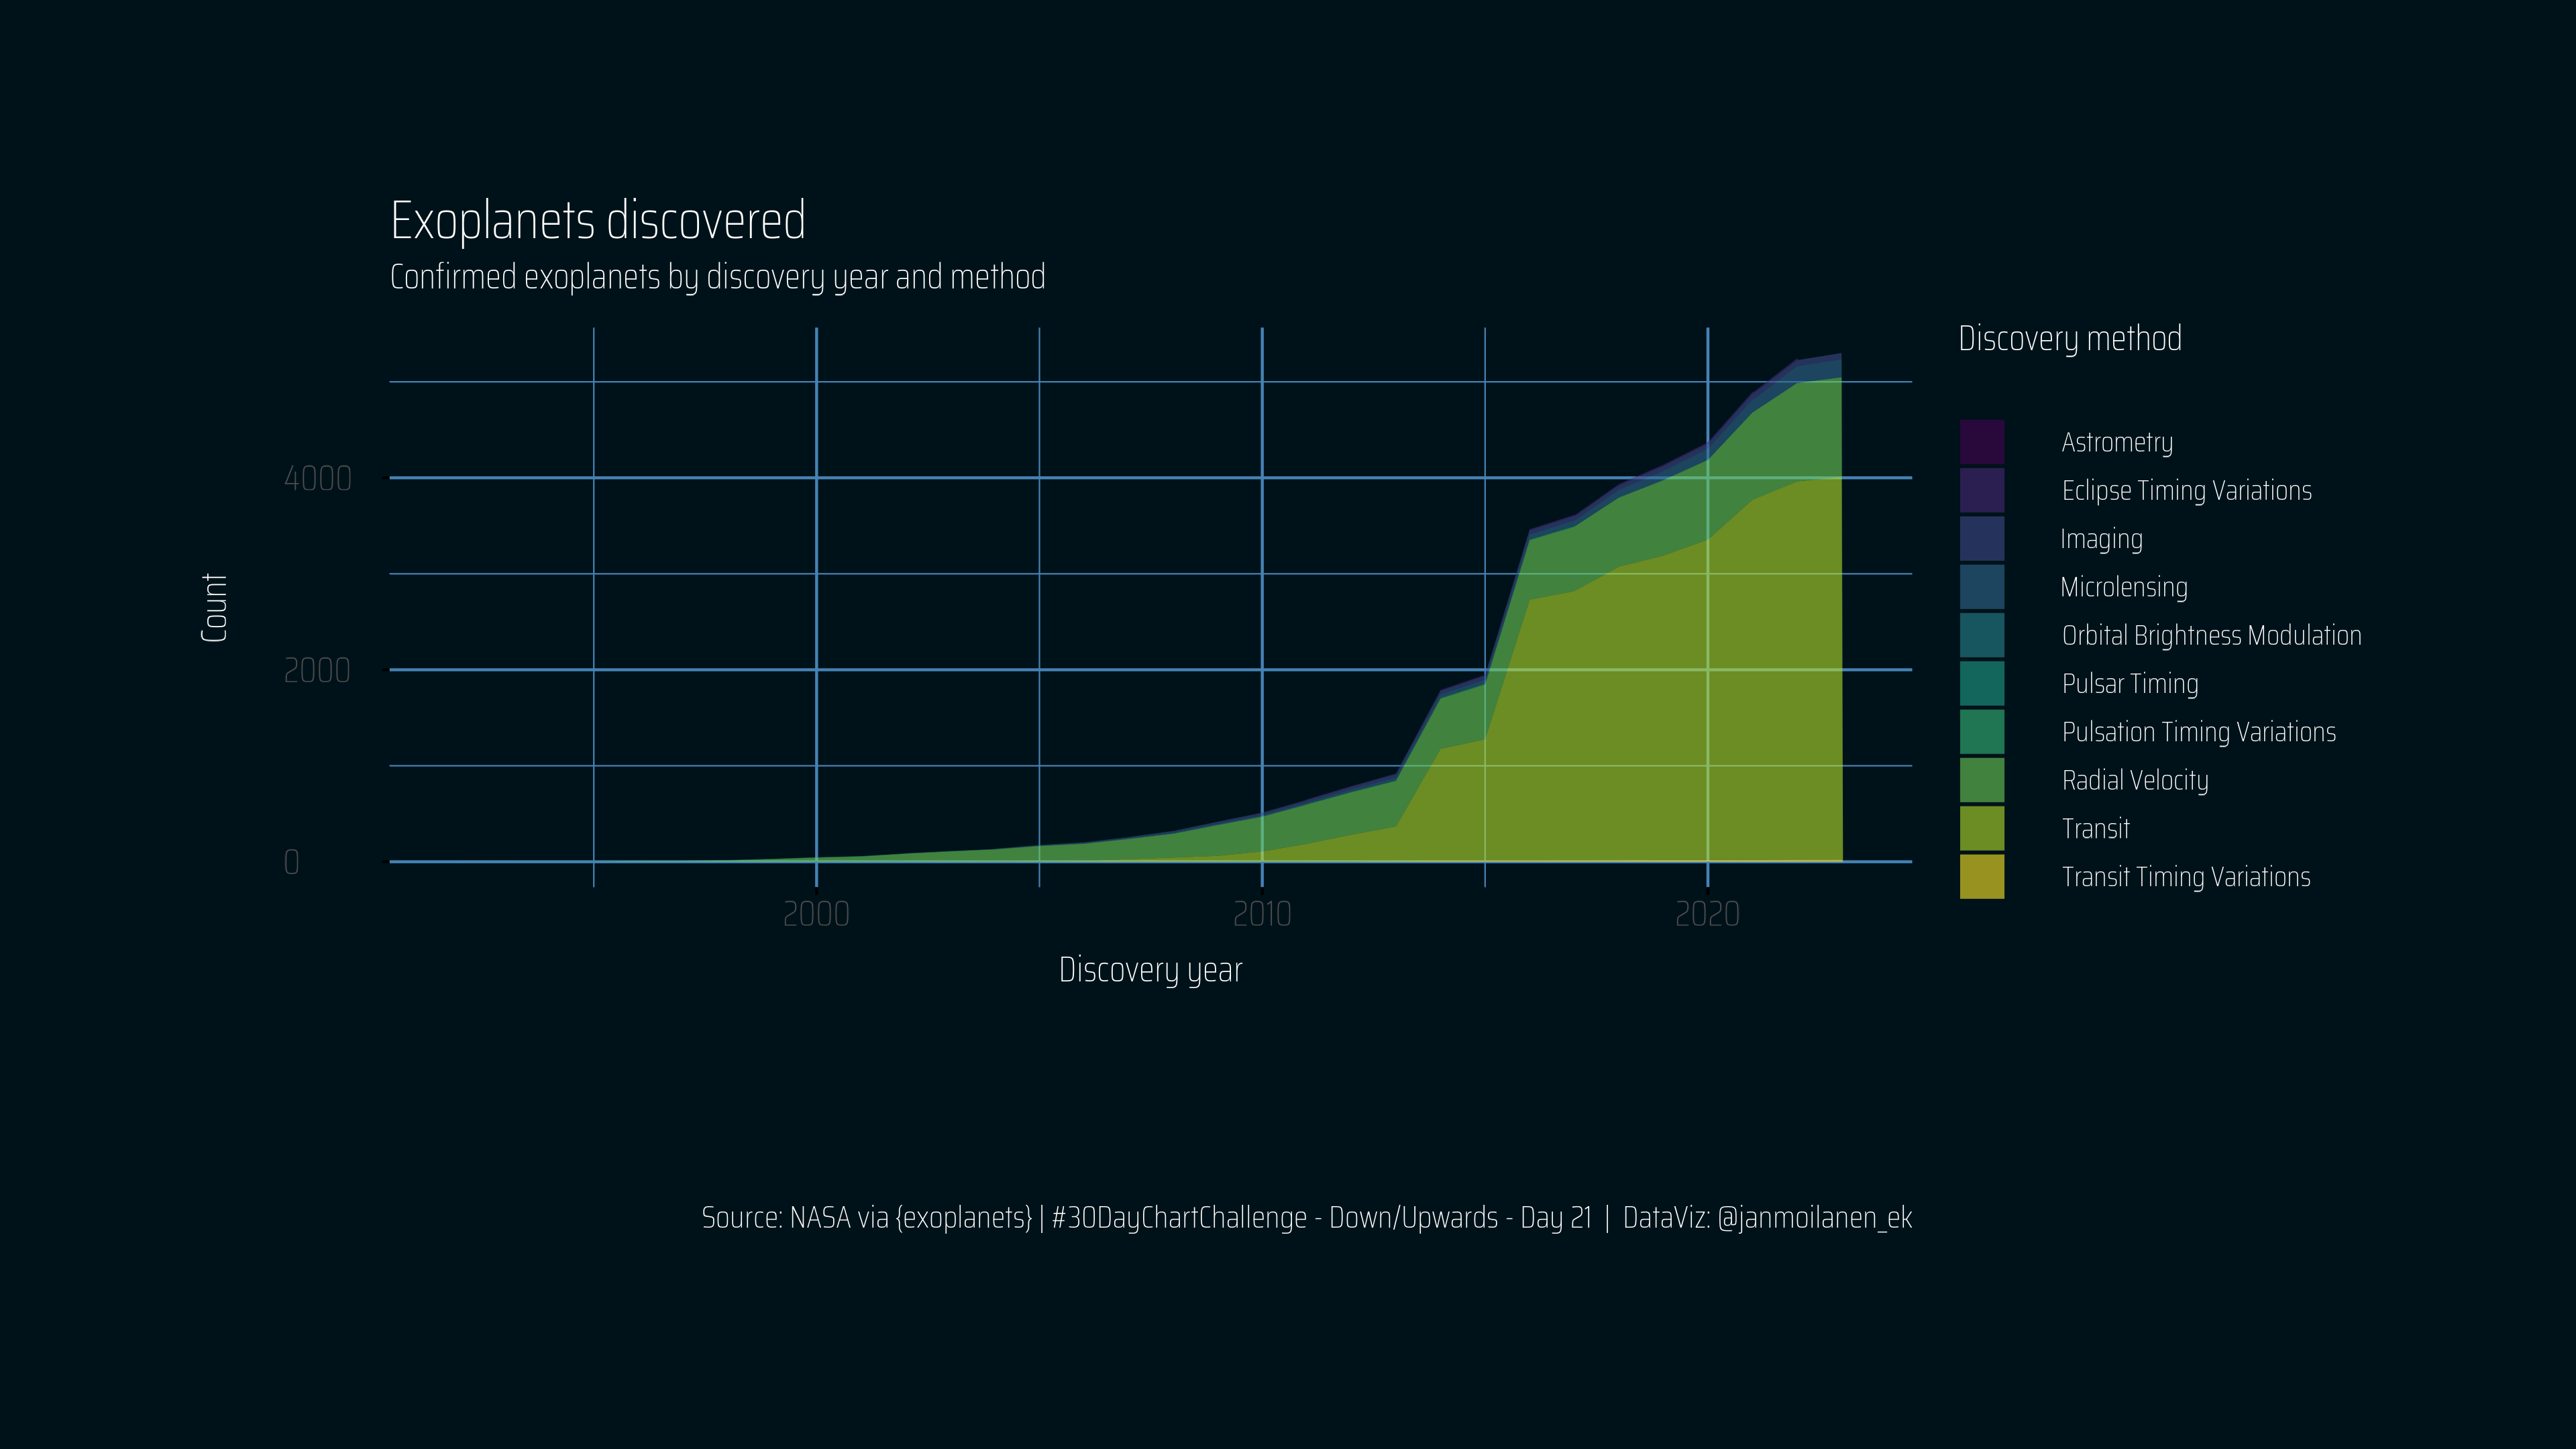 Exoplanets discovered
Confirmed exoplanets by discovery year and method
Discovery method
Astrometry
Eclipse Timing Variations
Imaging
Microlensing
Orbital Brightness Modulation
Pulsar Timing
Pulsation Timing Variations
Radial Velocity
Transit
Transit Timing Variations
Count
4000
2000
0
2000
2010
2020
Discovery year
Source: NASA via {exoplanets} | #30DayChartChallenge - Down/Upwards - Day 21 | DataViz: @janmoilanen_ek